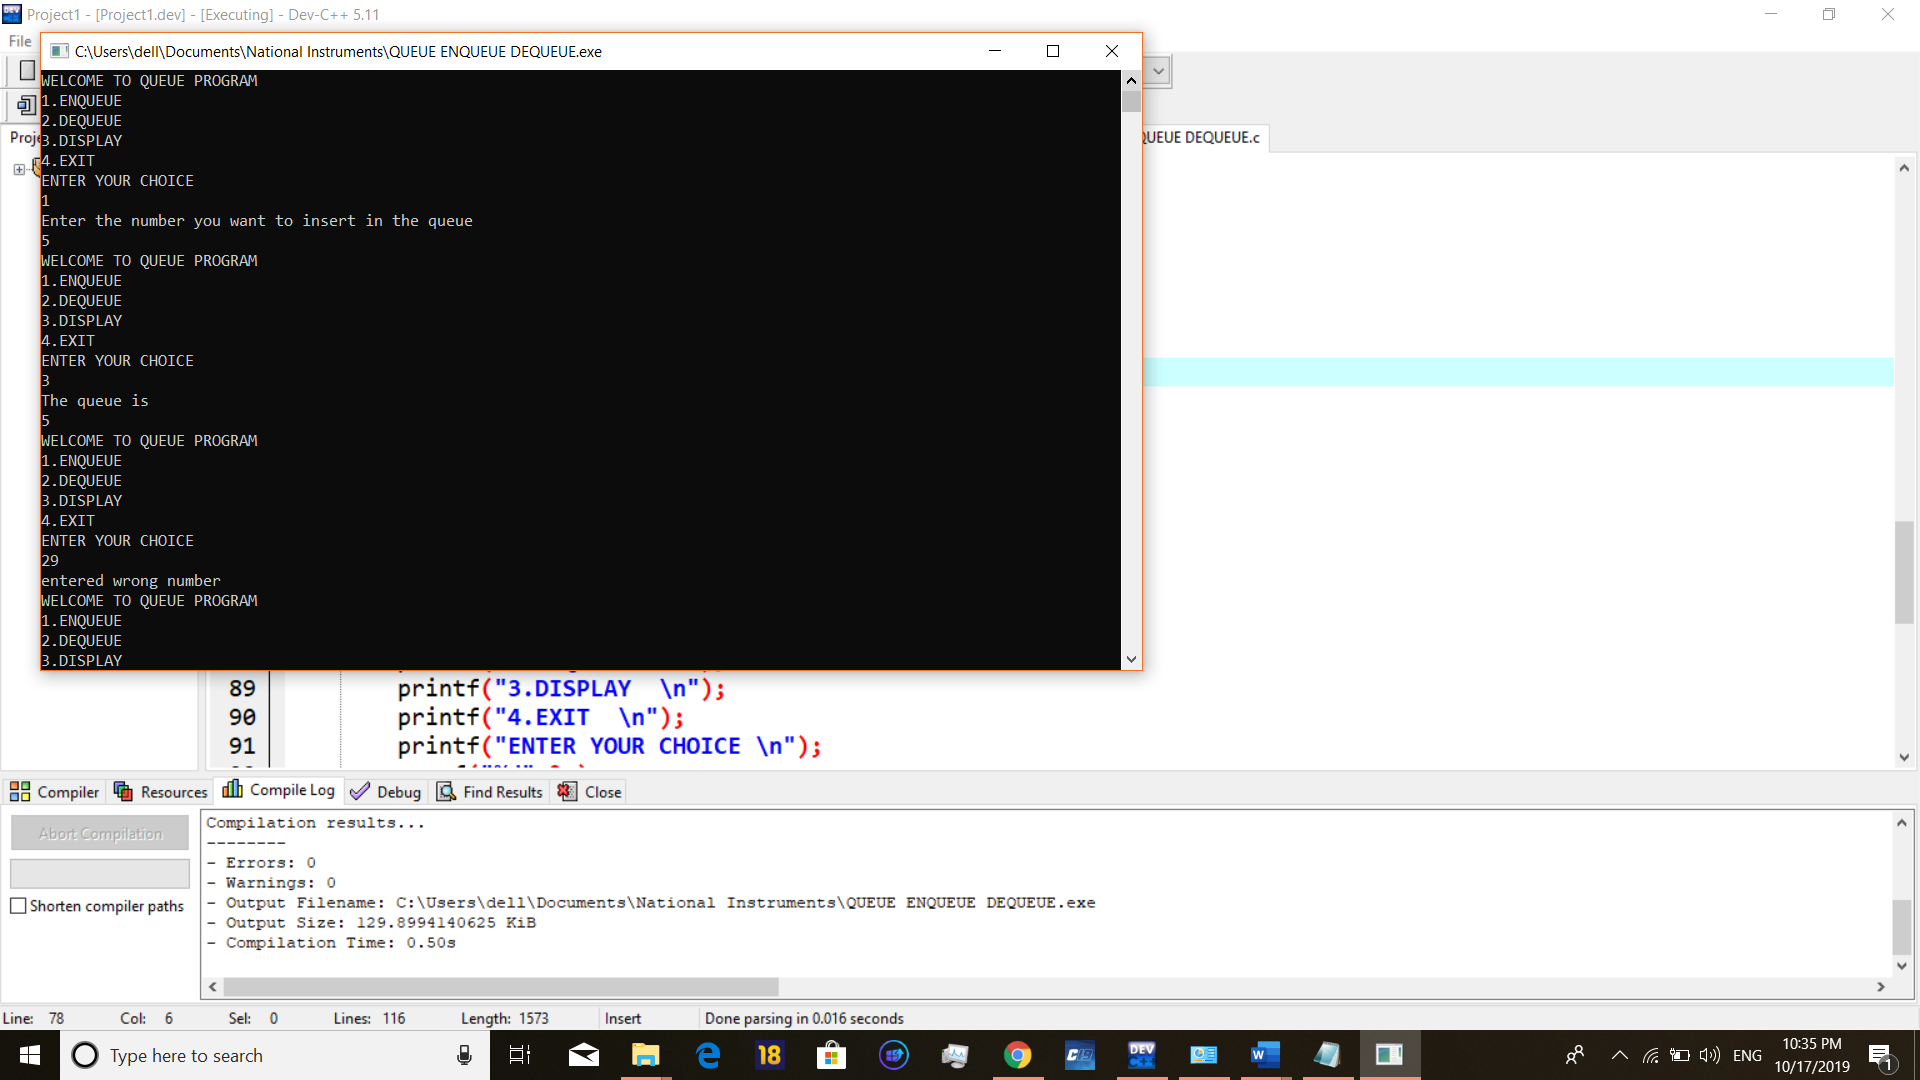 Project1 - [Project1.dev] - [Executing] - Dev-C++ 5.11
File
C:\Users\dell\Documents\National Instruments\QUEUE ENQUEUE DEQUEUE.exe
WELCOME TO QUEUE PROGRAM
1.ENQUEUE
2.DEQUEUE
3.DISPLAY
4.EXIT
ENTER YOUR CHOICE
1
Enter the number you want to insert in the queue
5
WELCOME TO QUEUE PROGRAM
1.ENQUEUE
2.DEQUEUE
3.DISPLAY
4.EXIT
ENTER YOUR CHOICE
3
The queue is
5
WELCOME TO QUEUE PROGRAM
1.ENQUEUE
2.DEQUEUE
3.DISPLAY
4.EXIT
ENTER YOUR CHOICE
29
entered wrong number
WELCOME TO QUEUE PROGRAM
1.ENQUEUE
2.DEQUEUE
3.DISPLAY
Proje
QUEUE DEQUEUE.c
89 printf("3.DISPLAY  \n");
90 printf("4.EXIT  \n");
91 printf("ENTER YOUR CHOICE \n");
Compiler Resources Compile Log Debug Find Results Close
Abort Compilation
Shorten compiler paths
Compilation results...
--------
- Errors: 0
- Warnings: 0
- Output Filename: C:\Users\dell\Documents\National Instruments\QUEUE ENQUEUE DEQUEUE.exe
- Output Size: 129.8994140625 KiB
- Compilation Time: 0.50s
Line: 78 Col: 6 Sel: 0 Lines: 116 Length: 1573 Insert Done parsing in 0.016 seconds
Type here to search
18
DEV C++
ENG
10:35 PM
10/17/2019
1